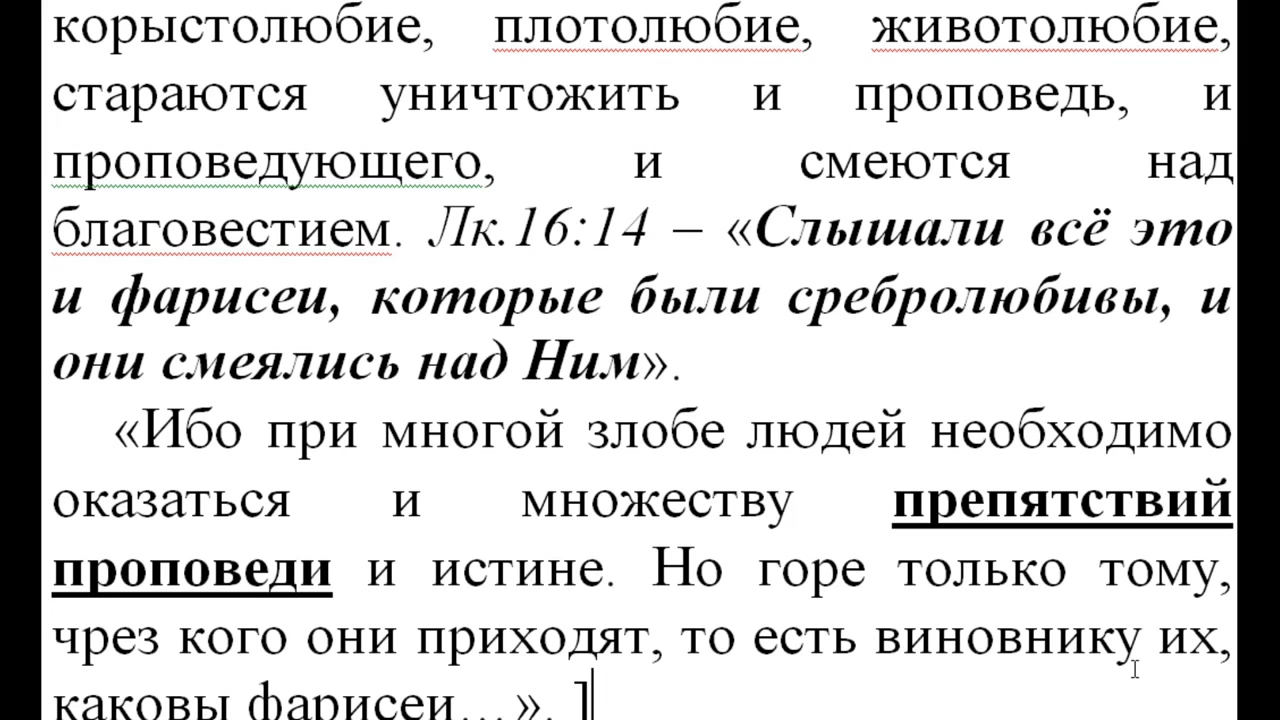 корыстолюбие, плотолюбие, животолюбие,
стараются уничтожить и проповедь, и
проповедующего, и смеются над
благовестием. Лк.16:14 – «Слышали всё это
и фарисеи, которые были сребролюбивы, и
они смеялись над Ним».
«Ибо при многой злобе людей необходимо
оказаться и множеству препятствий
проповеди и истине. Но горе только тому,
чрез кого они приходят, то есть виновнику их,
каковы фарисеи…». ]